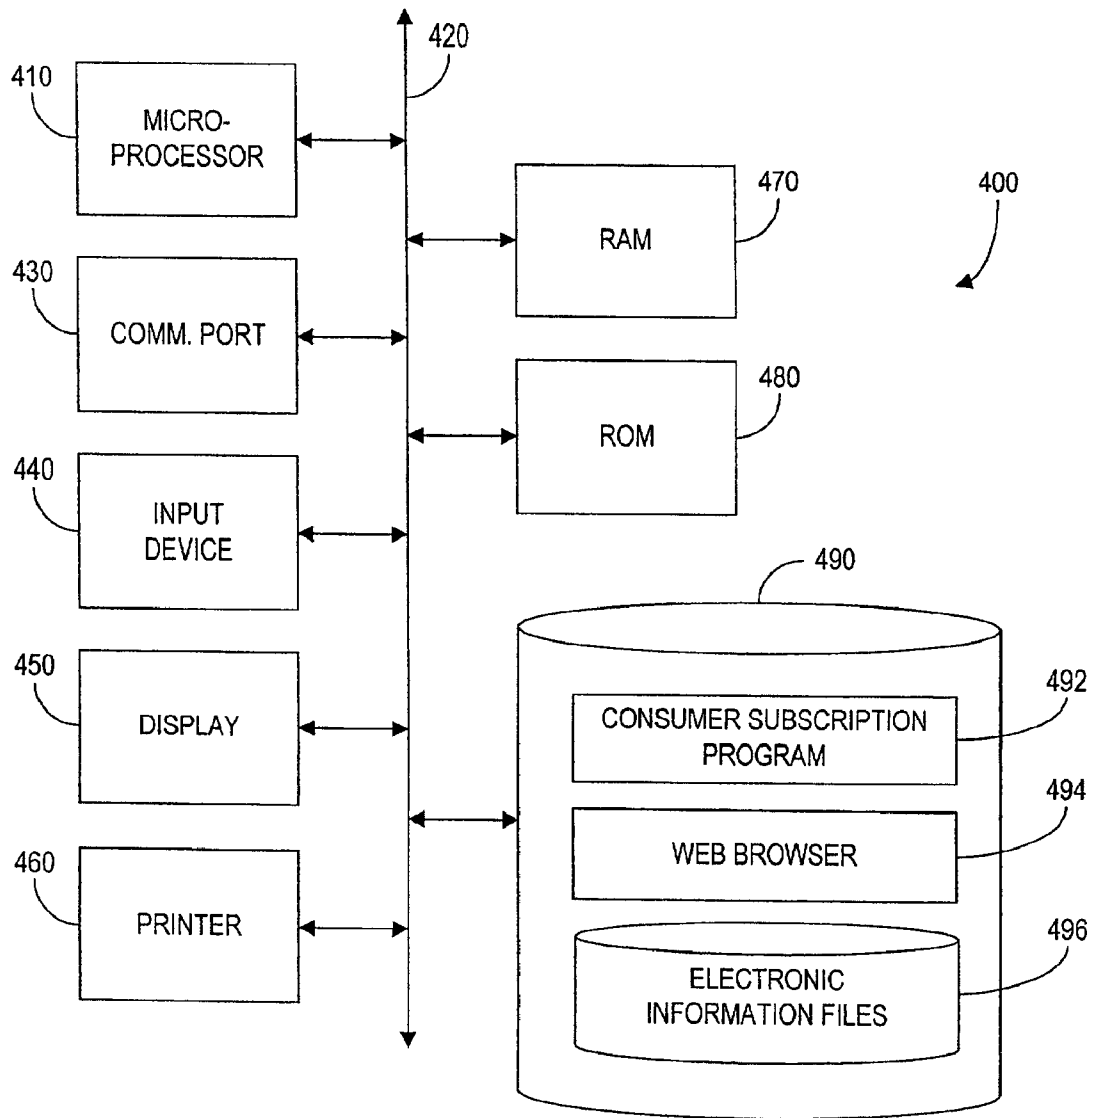 420
410
MICRO-
PROCESSOR
470
RAM
400
430
COMM. PORT
480
ROM
440
INPUT
DEVICE
490
450
DISPLAY
492
CONSUMER SUBSCRIPTION
PROGRAM
494
WEB BROWSER
460
PRINTER
496
ELECTRONIC
INFORMATION FILES